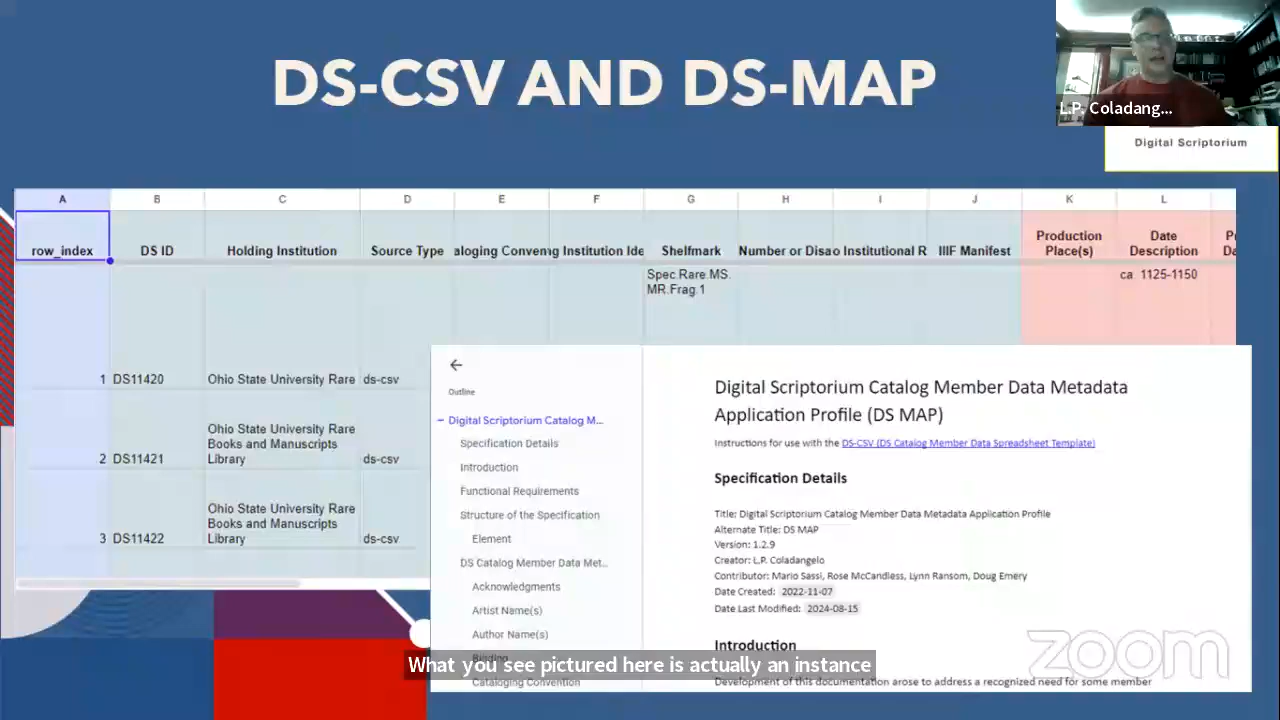 DS-CSV AND DS-MAP
L.P. Coladang...
Digital Scriptorium
A B C D E F G H I J K L
row_index DS ID Holding Institution Source Type aloging Conven g Institution Ide Shelfmark Number or Disa o Institutional R IIIF Manifest Production Place(s) Date Description
Spec.Rare.MS.
MR.Frag.1
ca. 1125-1150
1 DS11420 Ohio State University Rare ds-csv
Ohio State University Rare
Books and Manuscripts
2 DS11421 Library ds-csv
Ohio State University Rare
Books and Manuscripts
3 DS11422 Library ds-csv
Outline
Digital Scriptorium Catalog M...
Specification Details
Introduction
Functional Requirements
Structure of the Specification
Element
DS Catalog Member Data Met...
Acknowledgments
Artist Name(s)
Author Name(s)
Binding
Cataloging Convention
Digital Scriptorium Catalog Member Data Metadata
Application Profile (DS MAP)
Instructions for use with the DS-CSV (DS Catalog Member Data Spreadsheet Template)
Specification Details
Title: Digital Scriptorium Catalog Member Data Metadata Application Profile
Alternate Title: DS MAP
Version: 1.2.9
Creator: L.P. Coladangelo
Contributor: Mario Sassi, Rose McCandless, Lynn Ransom, Doug Emery
Date Created: 2022-11-07
Date Last Modified: 2024-08-15
Introduction
Development of this documentation arose to address a recognized need for some member
zoom
What you see pictured here is actually an instance